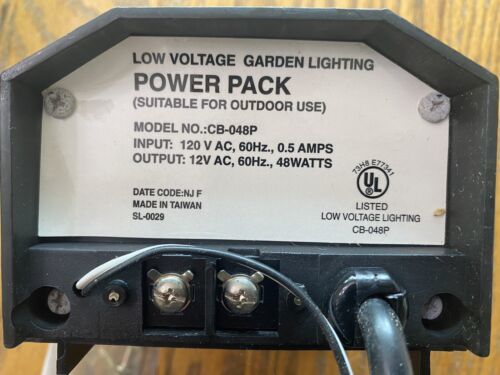 LOW VOLTAGE GARDEN LIGHTING
POWER PACK
(SUITABLE FOR OUTDOOR USE)
MODEL NO.:CB-048P
INPUT: 120 V AC, 60Hz., 0.5 AMPS
OUTPUT: 12V AC, 60Hz., 48WATTS
DATE CODE:NJ F
MADE IN TAIWAN
SL-0029
73H8 E77341
UL
LISTED
LOW VOLTAGE LIGHTING
CB-048P